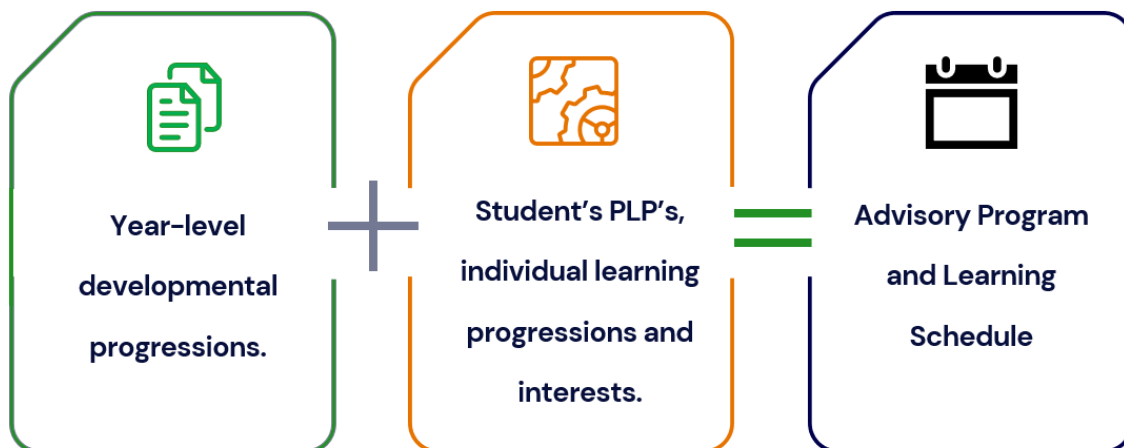 Year-level
developmental
progressions.
Student's PLP's,
individual learning
progressions and
interests.
Advisory Program
and Learning
Schedule